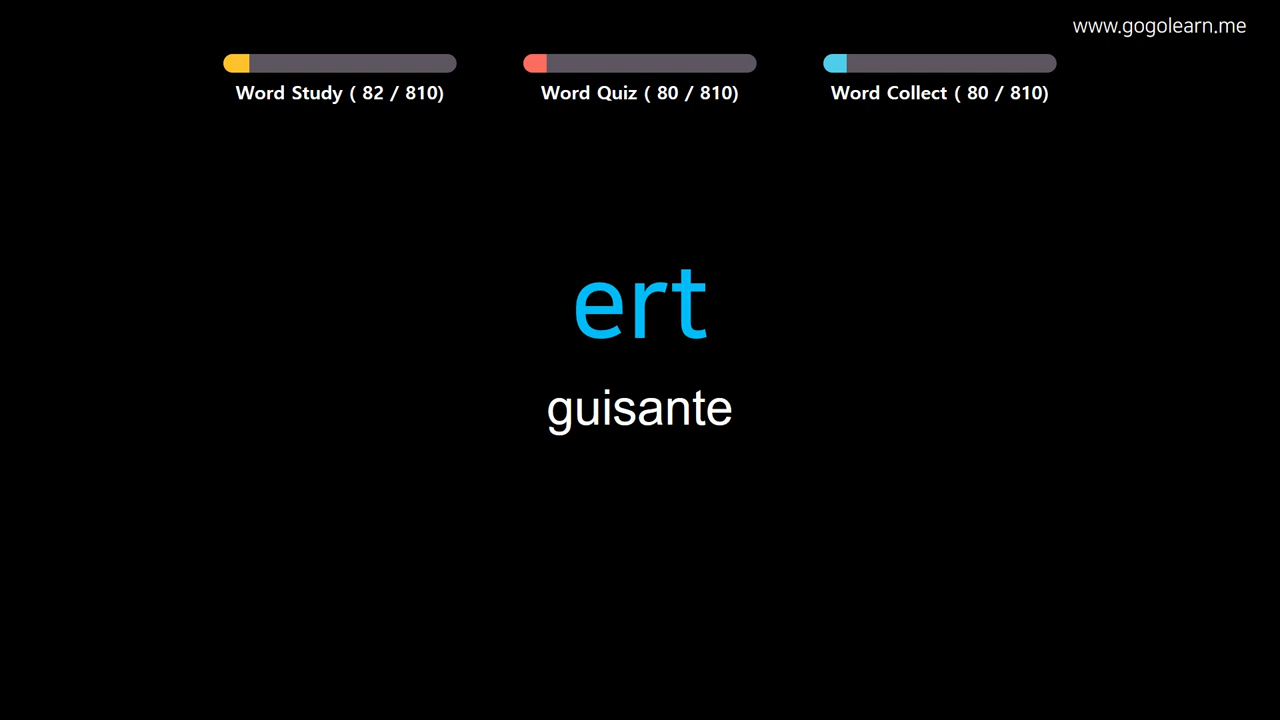 www.gogolearn.me
Word Study ( 82 / 810)
Word Quiz ( 80 / 810)
Word Collect ( 80 / 810)
ert
guisante